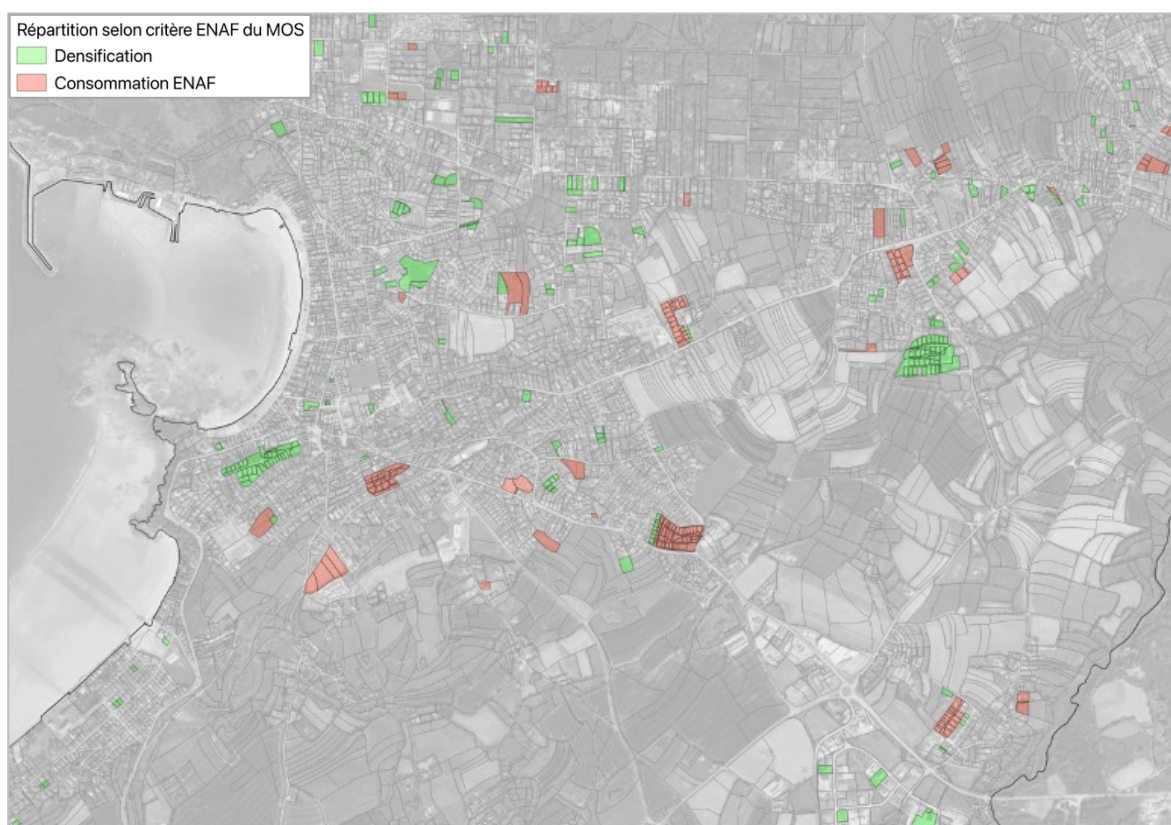 Répartition selon critère ENAF du MOS
Densification
Consommation ENAF